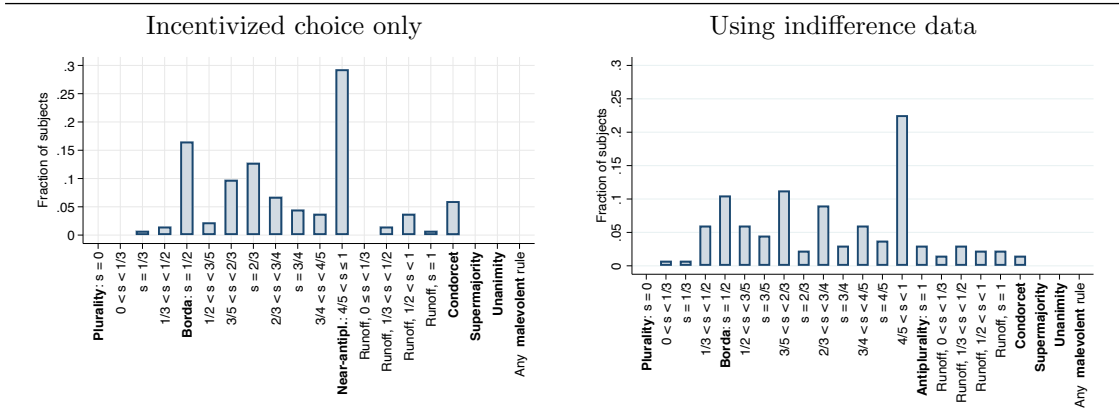 Incentivized choice only
Fraction of subjects
.3
.25
.2
.15
.1
.05
0
Plurality: s = 0
0 < s < 1/3
s = 1/3
1/3 < s < 1/2
Borda: s = 1/2
1/2 < s < 3/5
3/5 < s < 2/3
s = 2/3
2/3 < s < 3/4
s = 3/4
3/4 < s < 4/5
Near-antipl.: 4/5 < s ≤ 1
Runoff, 0 ≤ s < 1/3
Runoff, 1/3 < s < 1/2
Runoff, 1/2 < s < 1
Runoff, s = 1
Condorcet
Supermajority
Unanimity
Any malevolent rule
Using indifference data
Fraction of subjects
.3
.25
.2
.15
.1
.05
0
Plurality: s = 0
0 < s < 1/3
s = 1/3
1/3 < s < 1/2
Borda: s = 1/2
1/2 < s < 3/5
s = 3/5
3/5 < s < 2/3
s = 2/3
2/3 < s < 3/4
s = 3/4
3/4 < s < 4/5
s = 4/5
4/5 < s < 1
Antiplurality: s = 1
Runoff, 0 < s < 1/3
Runoff, 1/3 < s < 1/2
Runoff, 1/2 < s < 1
Runoff, s = 1
Condorcet
Supermajority
Unanimity
Any malevolent rule